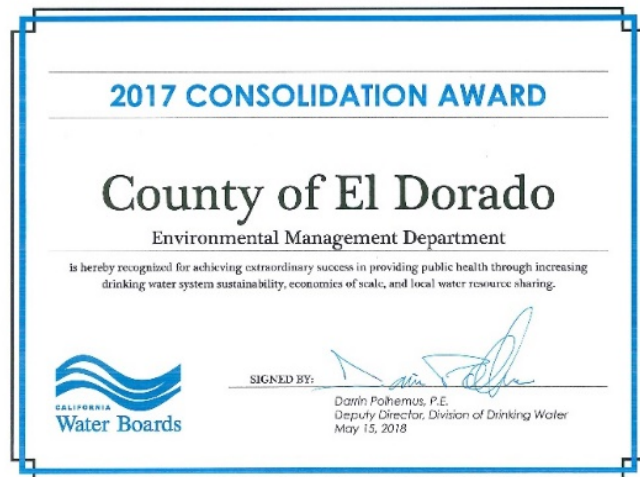 2017 CONSOLIDATION AWARD
County of El Dorado
Environmental Management Department
is hereby recognized for achieving extraordinary success in providing public health through increasing
drinking water system sustainability, economies of scale, and local water resource sharing.
SIGNED BY:
Darrin Polhemus, P.E.
Deputy Director, Division of Drinking Water
May 15, 2018
CALIFORNIA
Water Boards